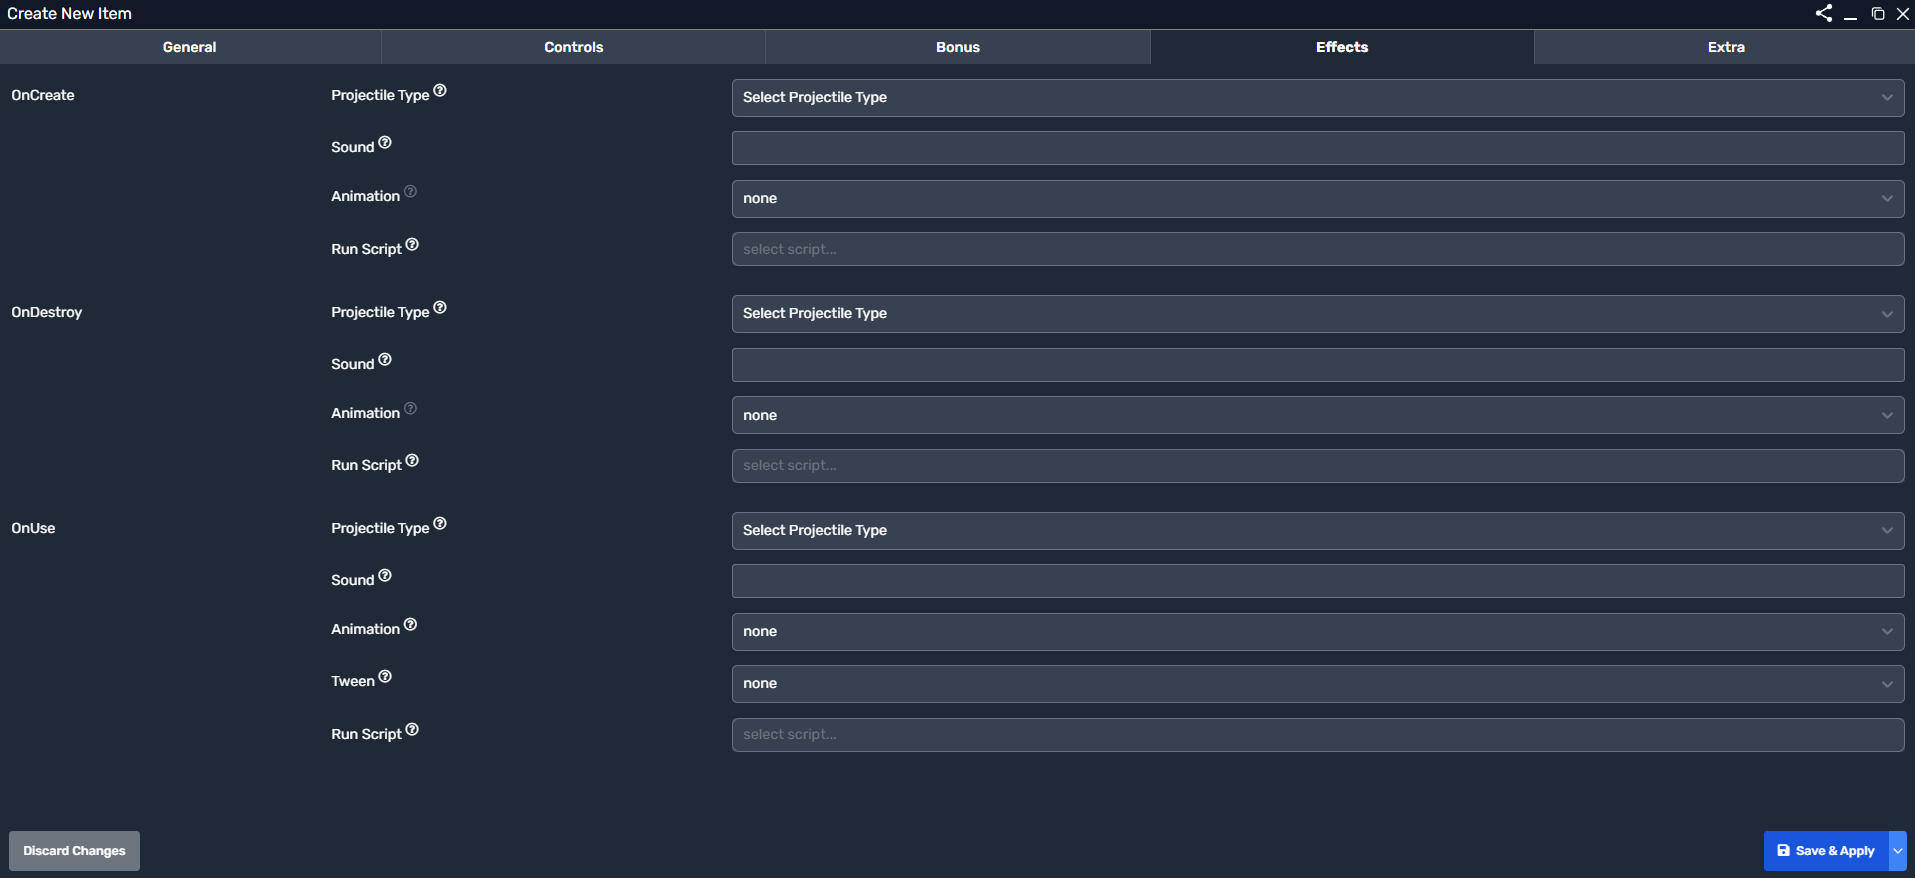 Create New Item
General Controls Bonus Effects Extra
OnCreate Projectile Type Select Projectile Type
Sound
Animation none
Run Script select script...
OnDestroy Projectile Type Select Projectile Type
Sound
Animation none
Run Script select script...
OnUse Projectile Type Select Projectile Type
Sound
Animation none
Tween none
Run Script select script...
Discard Changes Save & Apply